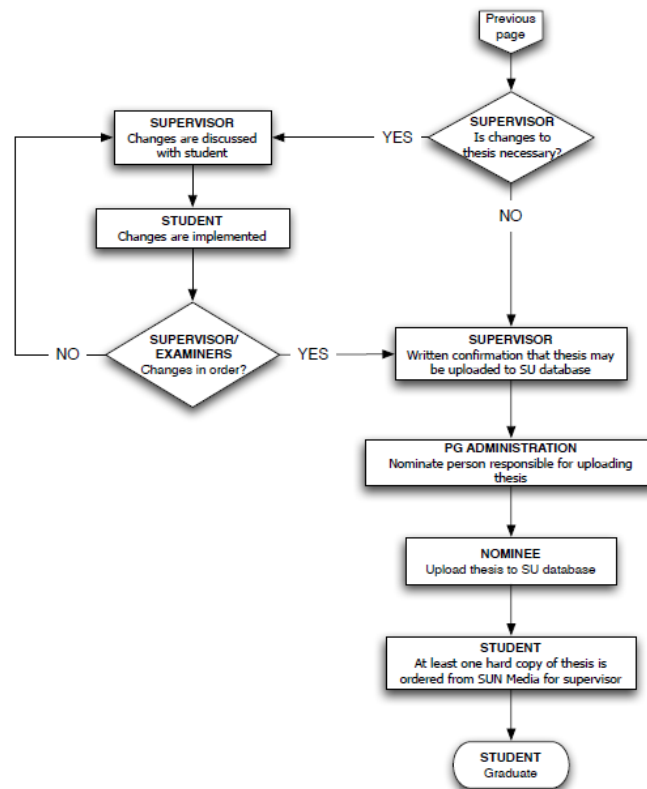 Previous
page
SUPERVISOR
Is changes to
thesis necessary?
YES
SUPERVISOR
Changes are discussed
with student
STUDENT
Changes are implemented
NO
SUPERVISOR/
EXAMINERS
Changes in order?
NO
YES
SUPERVISOR
Written confirmation that thesis may
be uploaded to SU database
PG ADMINISTRATION
Nominate person responsible for uploading
thesis
NOMINEE
Upload thesis to SU database
STUDENT
At least one hard copy of thesis is
ordered from SUN Media for supervisor
STUDENT
Graduate